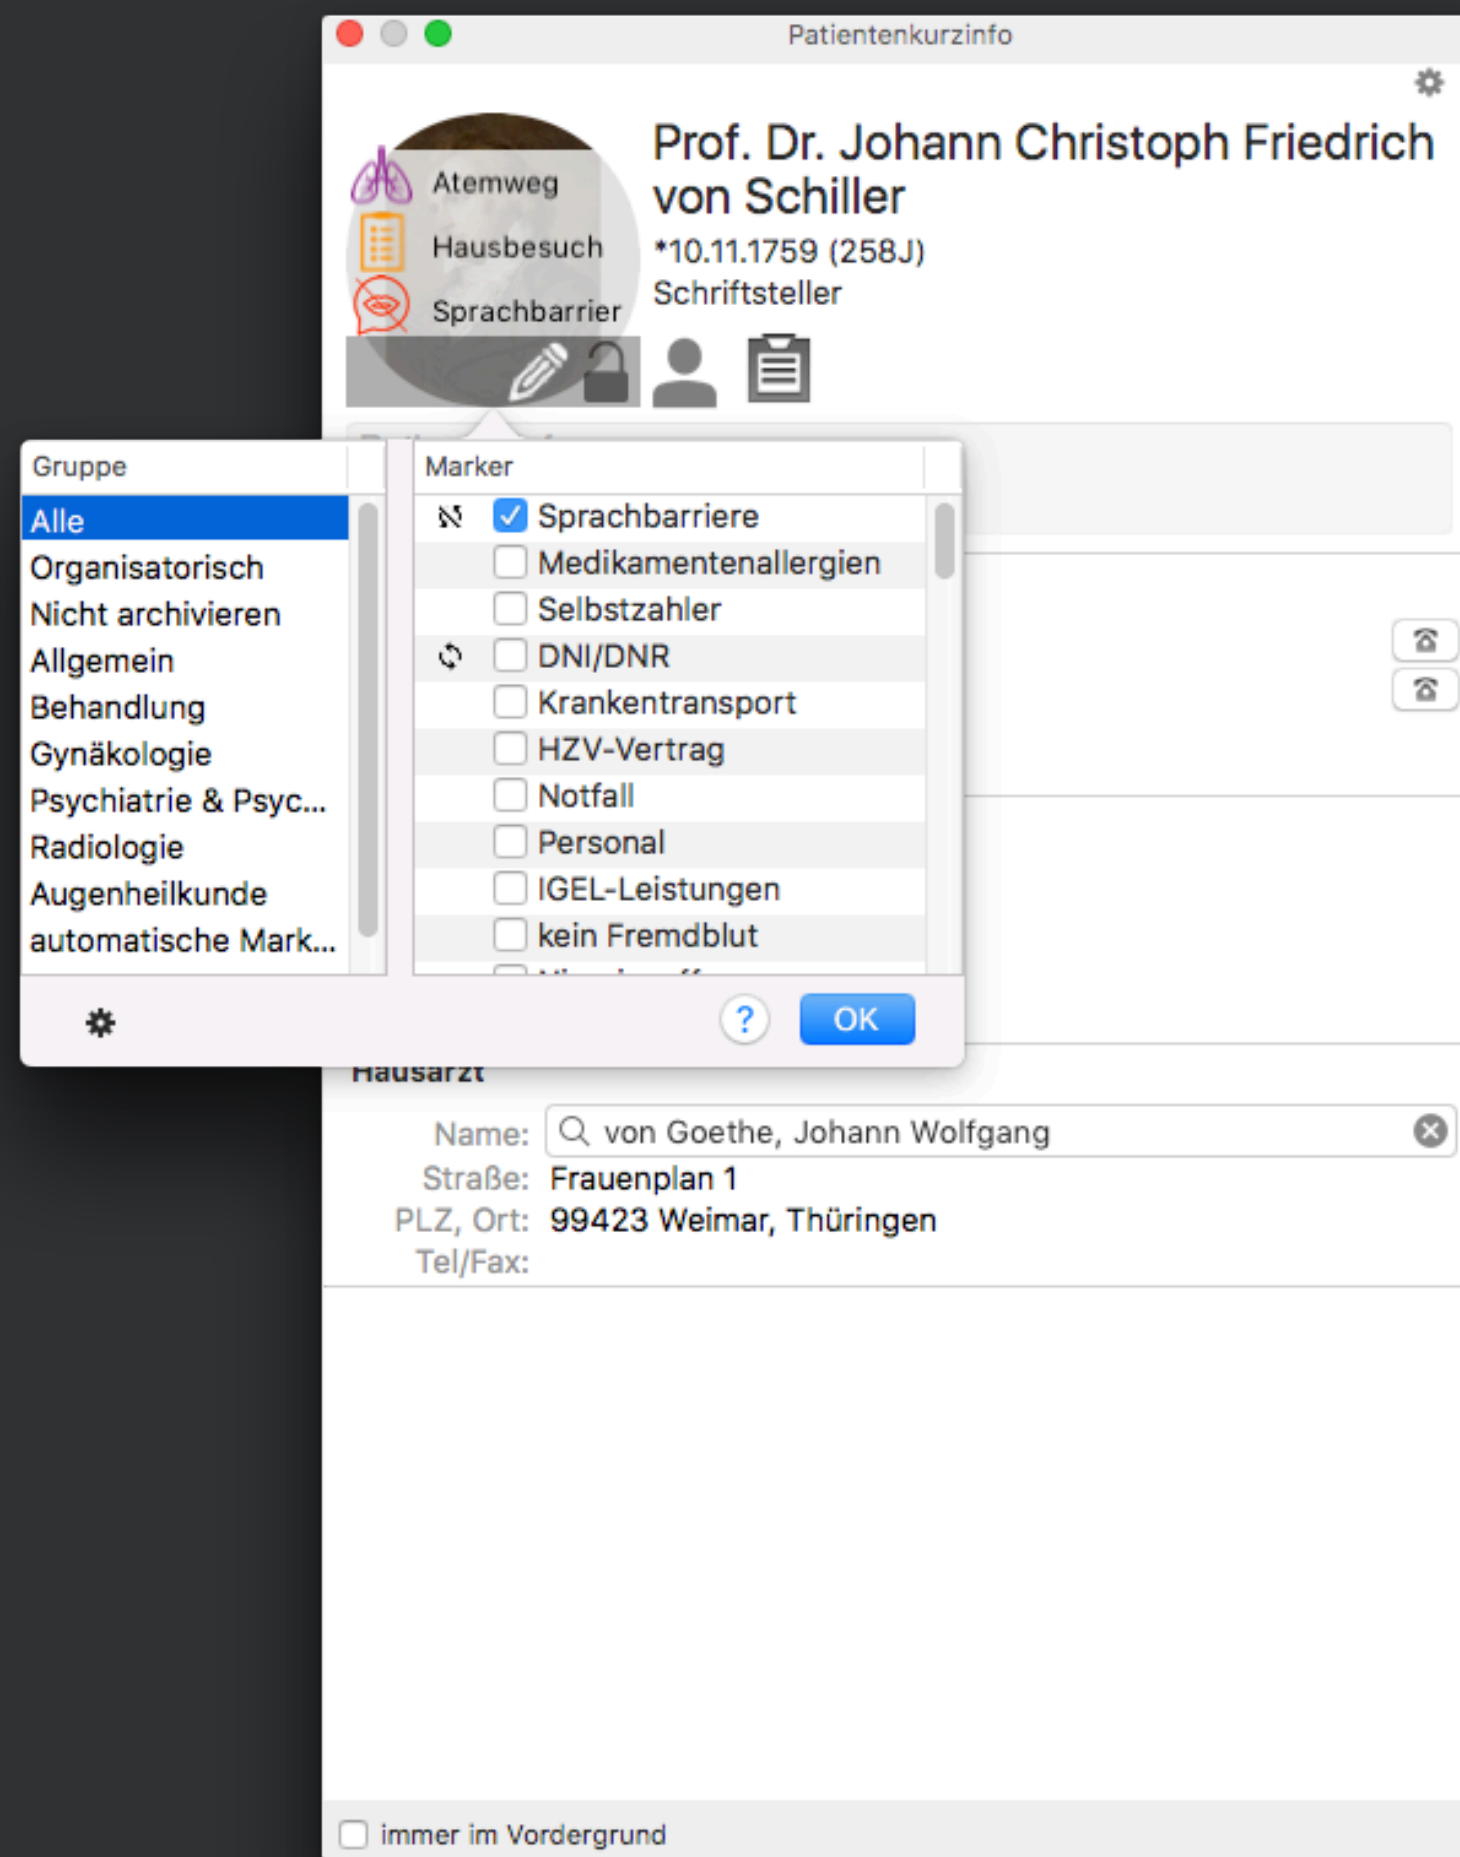 Patientenkurzinfo
Prof. Dr. Johann Christoph Friedrich
von Schiller
*10.11.1759 (258J)
Schriftsteller
Atemweg
Hausbesuch
Sprachbarrier
Gruppe
Alle
Organisatorisch
Nicht archivieren
Allgemein
Behandlung
Gynäkologie
Psychiatrie & Psyc...
Radiologie
Augenheilkunde
automatische Mark...
Marker
Sprachbarriere
Medikamentenallergien
Selbstzahler
DNI/DNR
Krankentransport
HZV-Vertrag
Notfall
Personal
IGEL-Leistungen
kein Fremdblut
?
OK
Hausarzt
Name: von Goethe, Johann Wolfgang
Straße: Frauenplan 1
PLZ, Ort: 99423 Weimar, Thüringen
Tel/Fax:
immer im Vordergrund